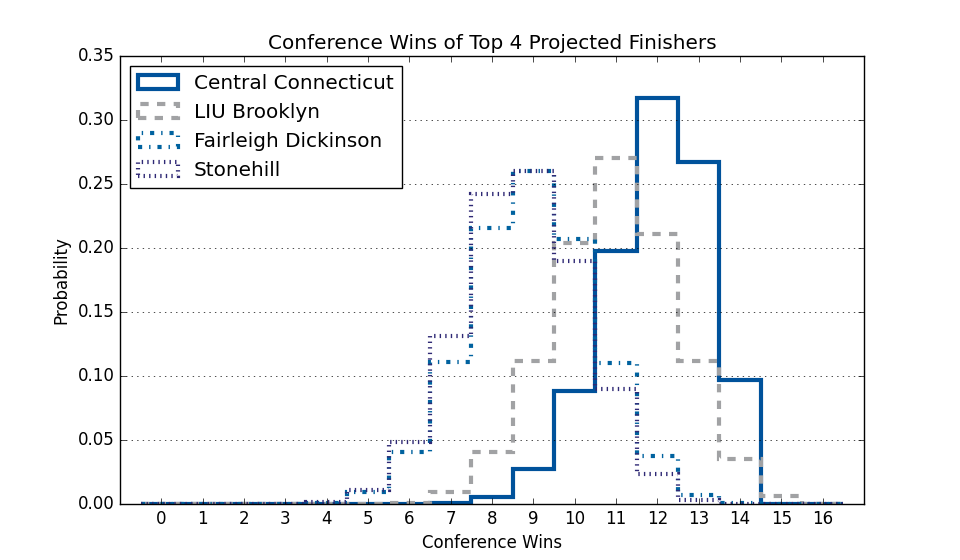 Conference Wins of Top 4 Projected Finishers
0.35
0.30
0.25
0.20
0.15
0.10
0.05
0.00
Probability
Central Connecticut
LIU Brooklyn
Fairleigh Dickinson
Stonehill
0 1 2 3 4 5 6 7 8 9 10 11 12 13 14 15 16
Conference Wins